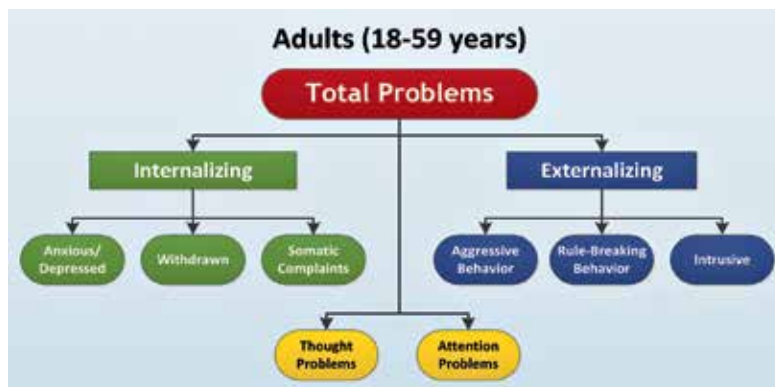 Adults (18-59 years)
Total Problems
Internalizing
Externalizing
Anxious/
Depressed
Withdrawn
Somatic
Complaints
Aggressive
Behavior
Rule-Breaking
Behavior
Intrusive
Thought
Problems
Attention
Problems